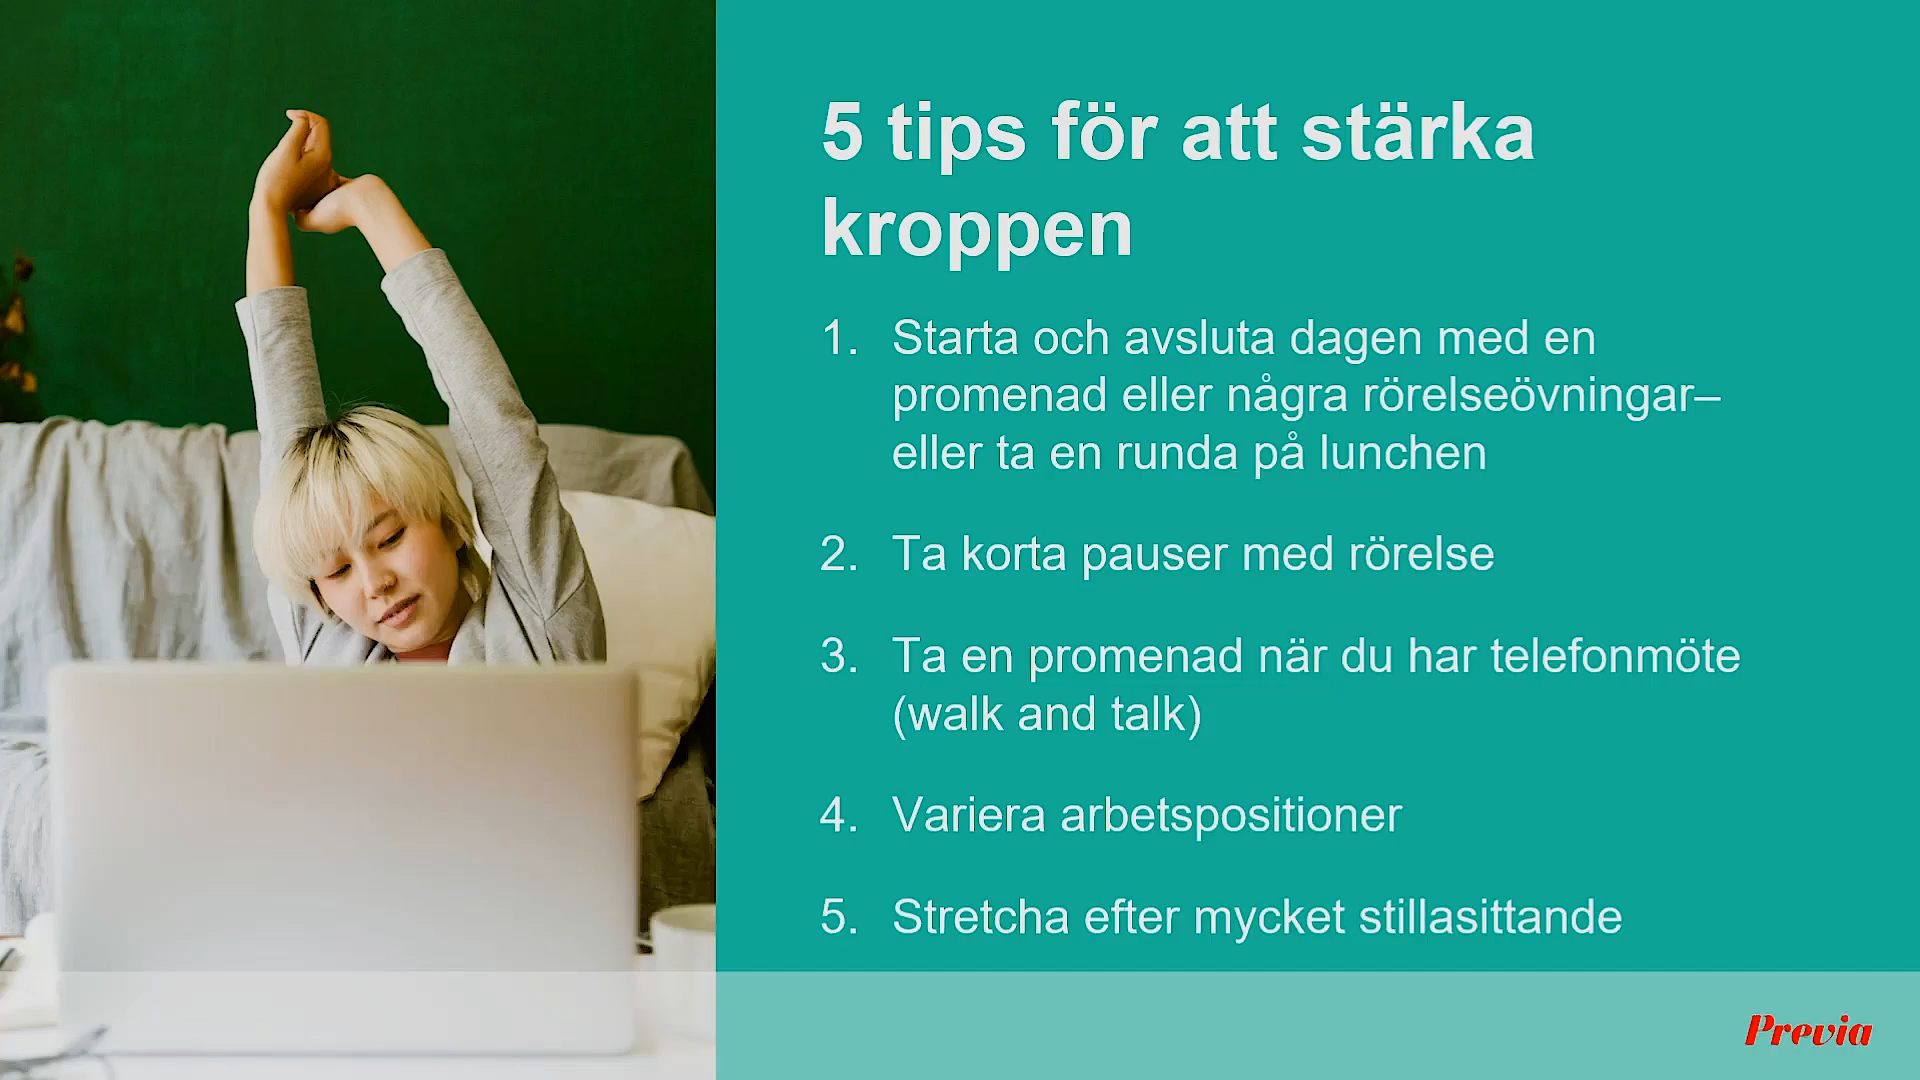 5 tips för att stärka
kroppen
1. Starta och avsluta dagen med en
promenad eller några rörelseövningar–
eller ta en runda på lunchen
2. Ta korta pauser med rörelse
3. Ta en promenad när du har telefonmöte
(walk and talk)
4. Variera arbetspositioner
5. Stretcha efter mycket stillasittande
Previa